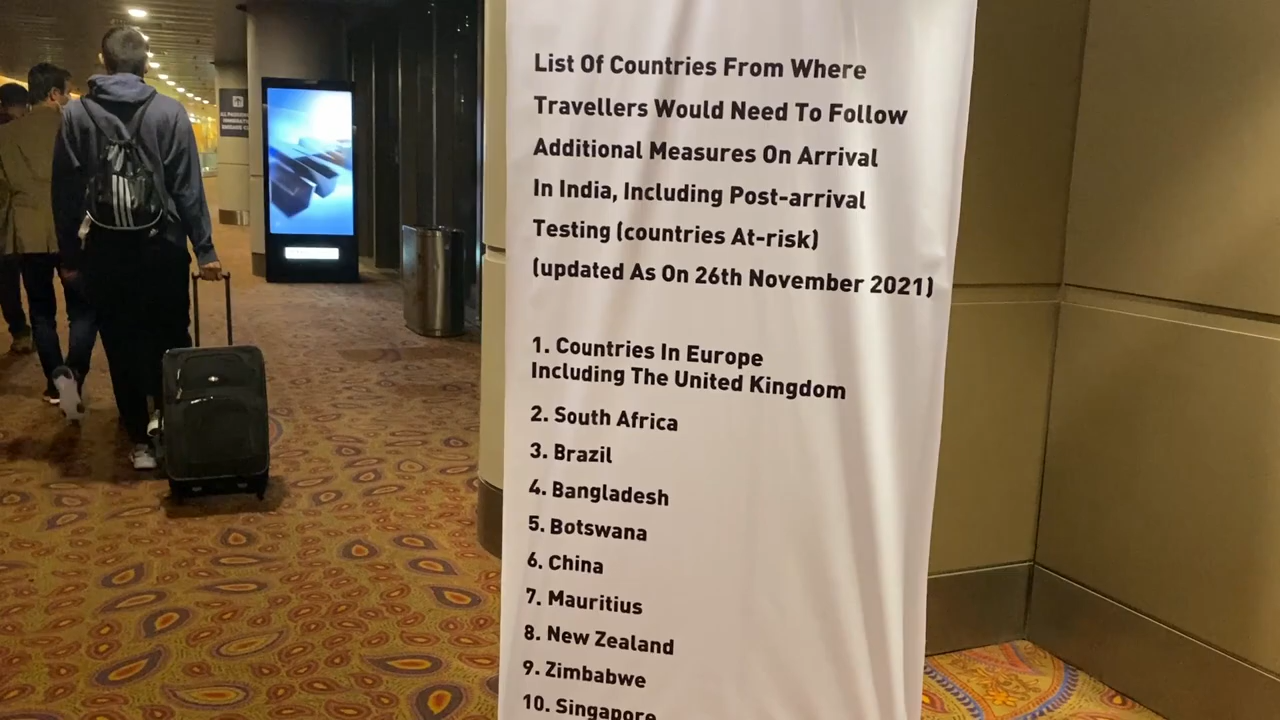 List Of Countries From Where
Travellers Would Need To Follow
Additional Measures On Arrival
In India, Including Post-arrival
Testing (countries At-risk)
(updated As On 26th November 2021)
1. Countries In Europe
Including The United Kingdom
2. South Africa
3. Brazil
4. Bangladesh
5. Botswana
6. China
7. Mauritius
8. New Zealand
9. Zimbabwe
10. Singapore